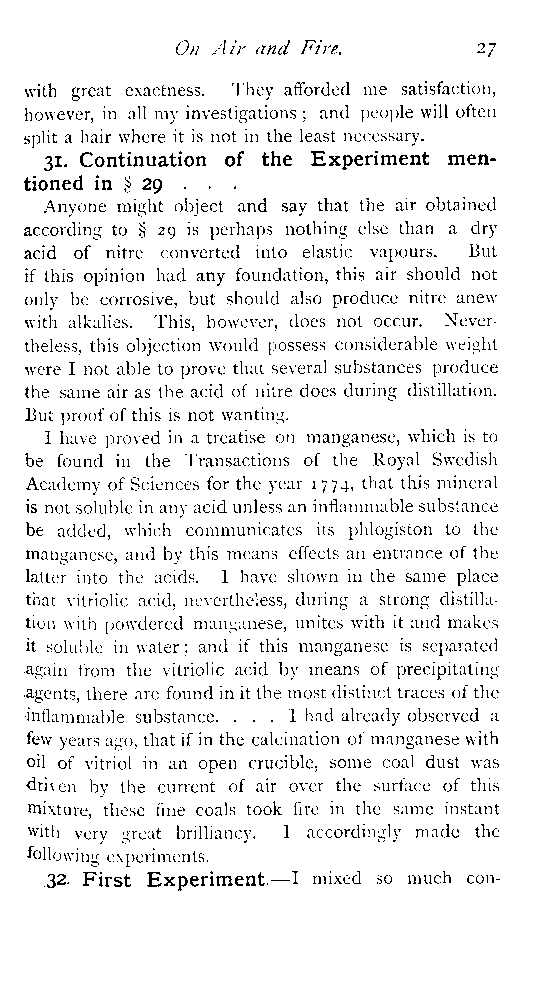 On Air and Fire. 27
with great exactness. They afforded me satisfaction,
however, in all my investigations; and people will often
split a hair where it is not in the least necessary.
31. Continuation of the Experiment men-
tioned in § 29 . . .
Anyone might object and say that the air obtained
according to § 29 is perhaps nothing else than a dry
acid of nitre converted into elastic vapours. But
if this opinion had any foundation, this air should not
only be corrosive, but should also produce nitre anew
with alkalies. This, however, does not occur. Never-
theless, this objection would possess considerable weight
were I not able to prove that several substances produce
the same air as the acid of nitre does during distillation.
But proof of this is not wanting.
I have proved in a treatise on manganese, which is to
be found in the Transactions of the Royal Swedish
Academy of Sciences for the year 1774, that this mineral
is not soluble in any acid unless an inflammable substance
be added, which communicates its phlogiston to the
manganese, and by this means effects an entrance of the
latter into the acids. I have shown in the same place
that vitriolic acid, nevertheless, during a strong distilla-
tion with powdered manganese, unites with it and makes
it soluble in water; and if this manganese is separated
again from the vitriolic acid by means of precipitating
agents, there are found in it the most distinct traces of the
inflammable substance. . . . I had already observed a
few years ago, that if in the calcination of manganese with
oil of vitriol in an open crucible, some coal dust was
driven by the current of air over the surface of this
mixture, these fine coals took fire in the same instant
with very great brilliancy. I accordingly made the
following experiments.
32. First Experiment.—I mixed so much con-